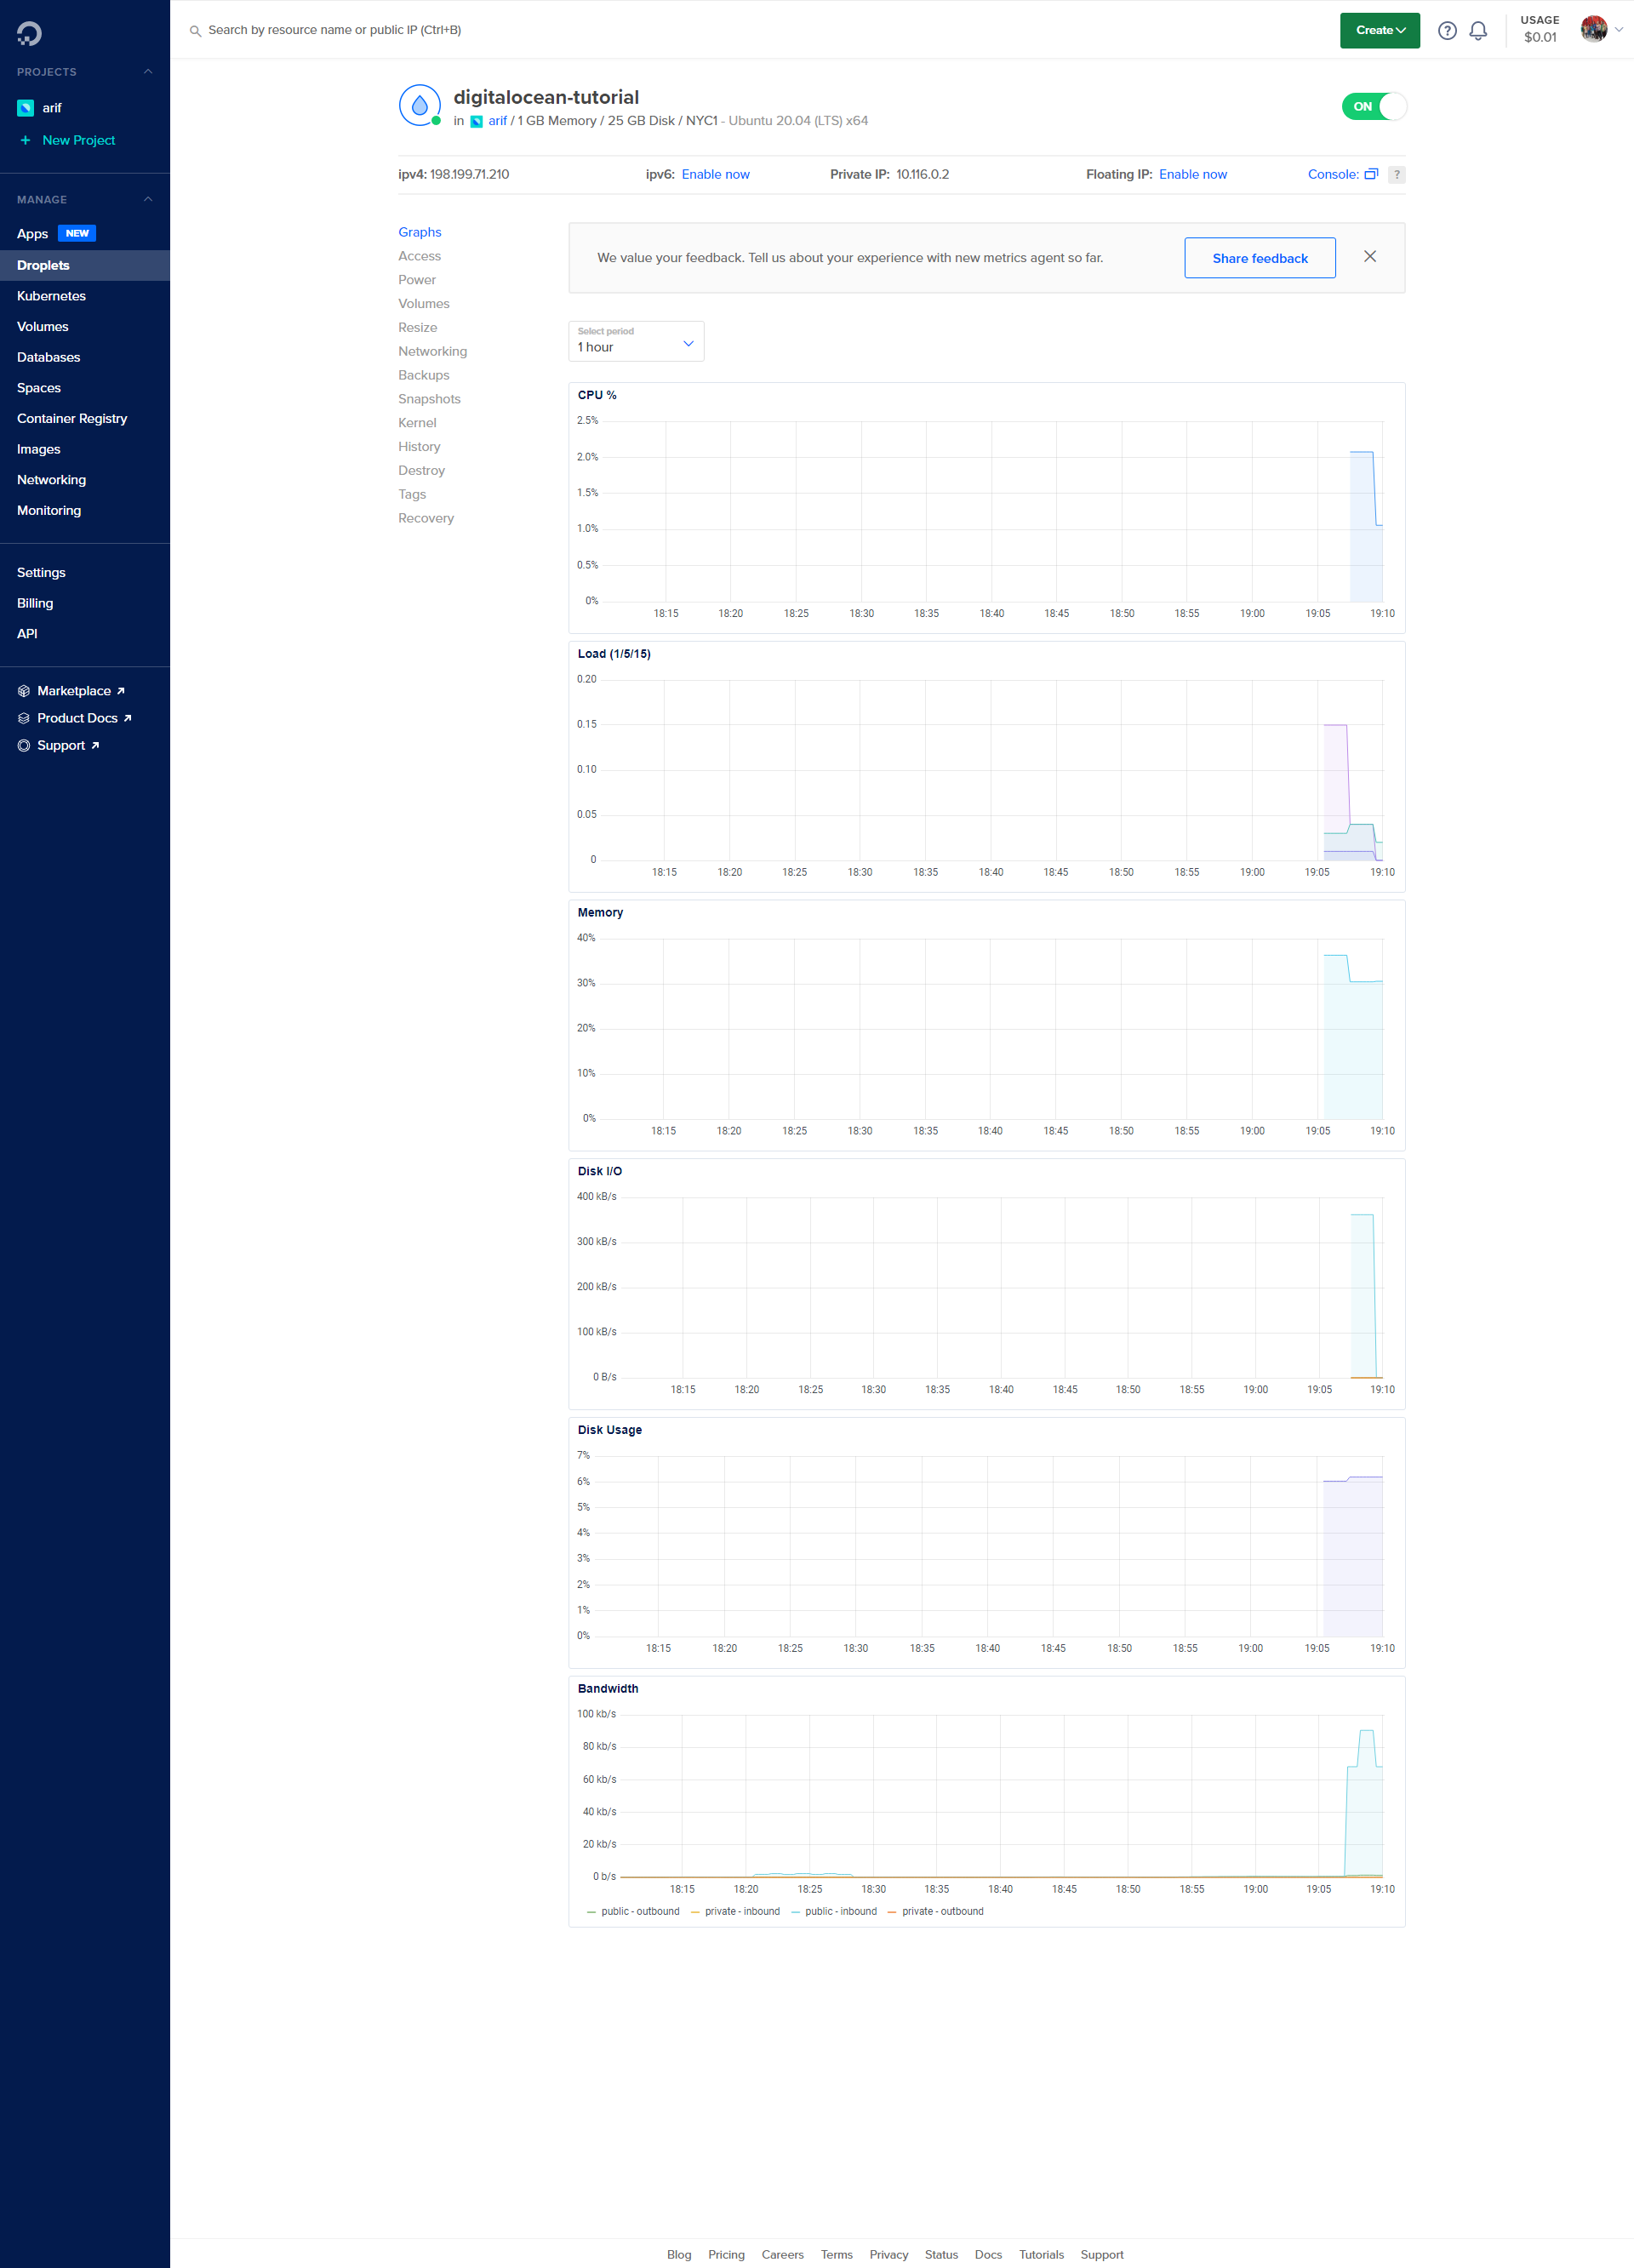 Search by resource name or public IP (Ctrl+B)
Create
?
USAGE
$0.01
PROJECTS
arif
+ New Project
MANAGE
Apps NEW
Droplets
Kubernetes
Volumes
Databases
Spaces
Container Registry
Images
Networking
Monitoring
Settings
Billing
API
Marketplace
Product Docs
Support
digitalocean-tutorial
in arif / 1 GB Memory / 25 GB Disk / NYC1 - Ubuntu 20.04 (LTS) x64
ON
ipv4: 198.199.71.210 ipv6: Enable now Private IP: 10.116.0.2 Floating IP: Enable now Console: ?
Graphs
Access
Power
Volumes
Resize
Networking
Backups
Snapshots
Kernel
History
Destroy
Tags
Recovery
We value your feedback. Tell us about your experience with new metrics agent so far.
Share feedback
Select period
1 hour
CPU %
2.5%
2.0%
1.5%
1.0%
0.5%
0%
18:15 18:20 18:25 18:30 18:35 18:40 18:45 18:50 18:55 19:00 19:05 19:10
Load (1/5/15)
0.20
0.15
0.10
0.05
0
18:15 18:20 18:25 18:30 18:35 18:40 18:45 18:50 18:55 19:00 19:05 19:10
Memory
40%
30%
20%
10%
0%
18:15 18:20 18:25 18:30 18:35 18:40 18:45 18:50 18:55 19:00 19:05 19:10
Disk I/O
400 kB/s
300 kB/s
200 kB/s
100 kB/s
0 B/s
18:15 18:20 18:25 18:30 18:35 18:40 18:45 18:50 18:55 19:00 19:05 19:10
Disk Usage
7%
6%
5%
4%
3%
2%
1%
0%
18:15 18:20 18:25 18:30 18:35 18:40 18:45 18:50 18:55 19:00 19:05 19:10
Bandwidth
100 kb/s
80 kb/s
60 kb/s
40 kb/s
20 kb/s
0 b/s
18:15 18:20 18:25 18:30 18:35 18:40 18:45 18:50 18:55 19:00 19:05 19:10
public - outbound private - inbound public - inbound private - outbound
Blog Pricing Careers Terms Privacy Status Docs Tutorials Support